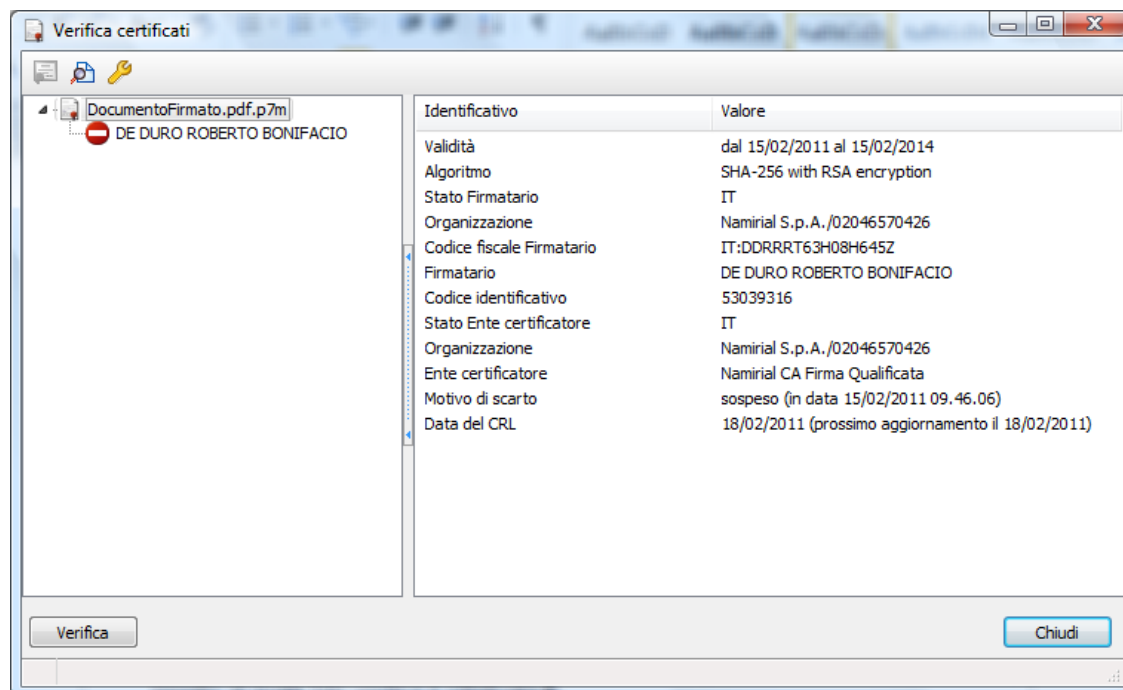 Verifica certificati
DocumentoFirmato.pdf.p7m
DE DURO ROBERTO BONIFACIO
Identificativo Valore
Validità dal 15/02/2011 al 15/02/2014
Algoritmo SHA-256 with RSA encryption
Stato Firmatario IT
Organizzazione Namirial S.p.A./02046570426
Codice fiscale Firmatario IT:DDRRRT63H08H645Z
Firmatario DE DURO ROBERTO BONIFACIO
Codice identificativo 53039316
Stato Ente certificatore IT
Organizzazione Namirial S.p.A./02046570426
Ente certificatore Namirial CA Firma Qualificata
Motivo di scarto sospeso (in data 15/02/2011 09.46.06)
Data del CRL 18/02/2011 (prossimo aggiornamento il 18/02/2011)
Verifica Chiudi